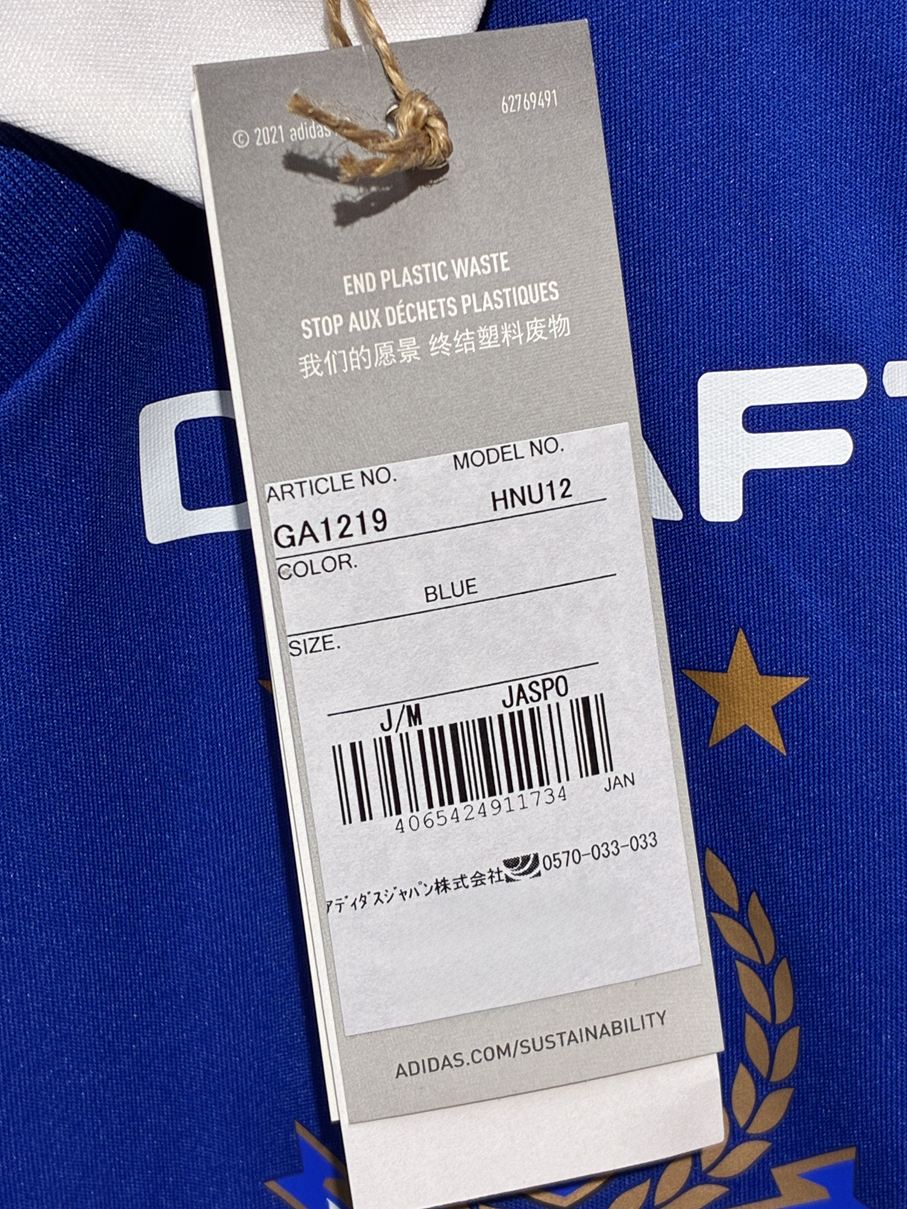 © 2021 adidas
62769491
END PLASTIC WASTE
STOP AUX DÉCHETS PLASTIQUES
我们的愿景 终结塑料废物
ARTICLE NO. MODEL NO.
GA1219 HNU12
COLOR.
BLUE
SIZE.
J/M JASPO
4065424911734 JAN
アディダスジャパン株式会社 0570-033-033
ADIDAS.COM/SUSTAINABILITY